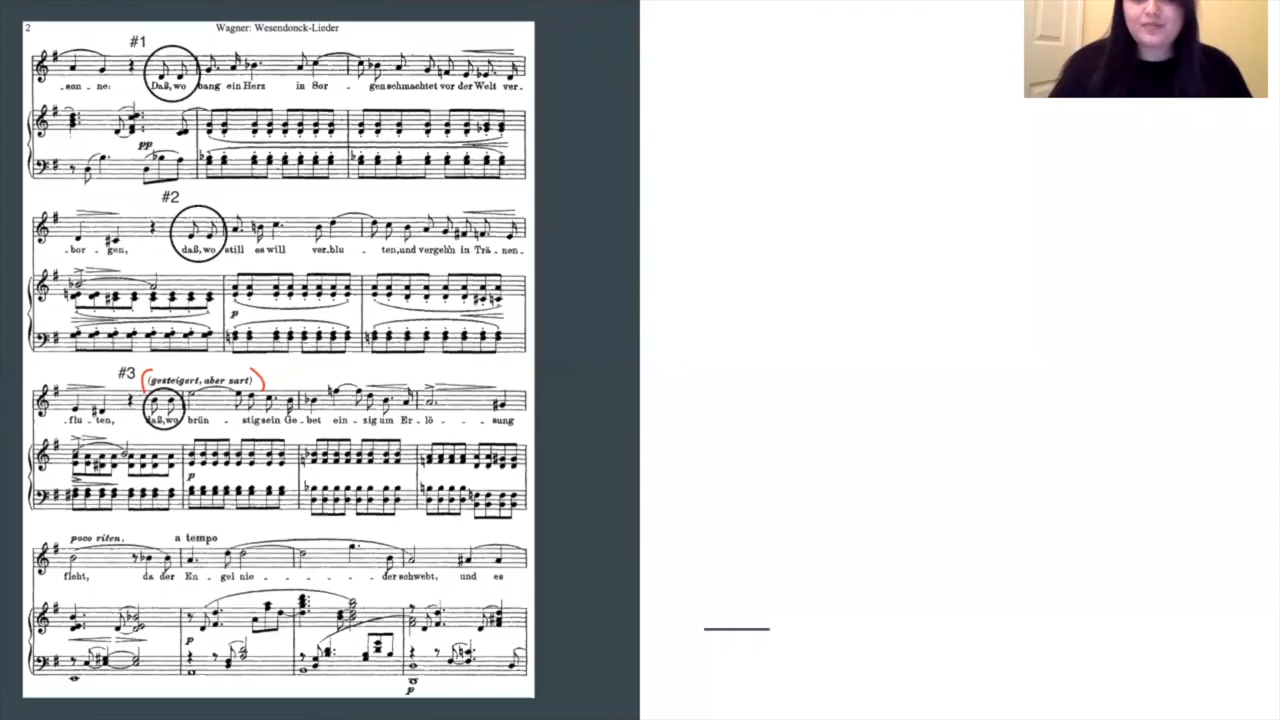 2
Wagner: Wesendonck-Lieder
#1
-son - ne: Daß, wo bang ein Herz in Sor - gen schmachtet vor der Welt ver-
pp
#2
-bor - gen, daß, wo still es will ver-blu - ten, und vergehn in Trä - nen-
p
#3
(gesteigert, aber zart)
flu - ten, daß, wo brün - stig sein Ge - bet ein - zig um Er - lö - - - sung
p
poco riten. a tempo
fleht, da der En - gel nie - - - - - - der schwebt, und es
p
p